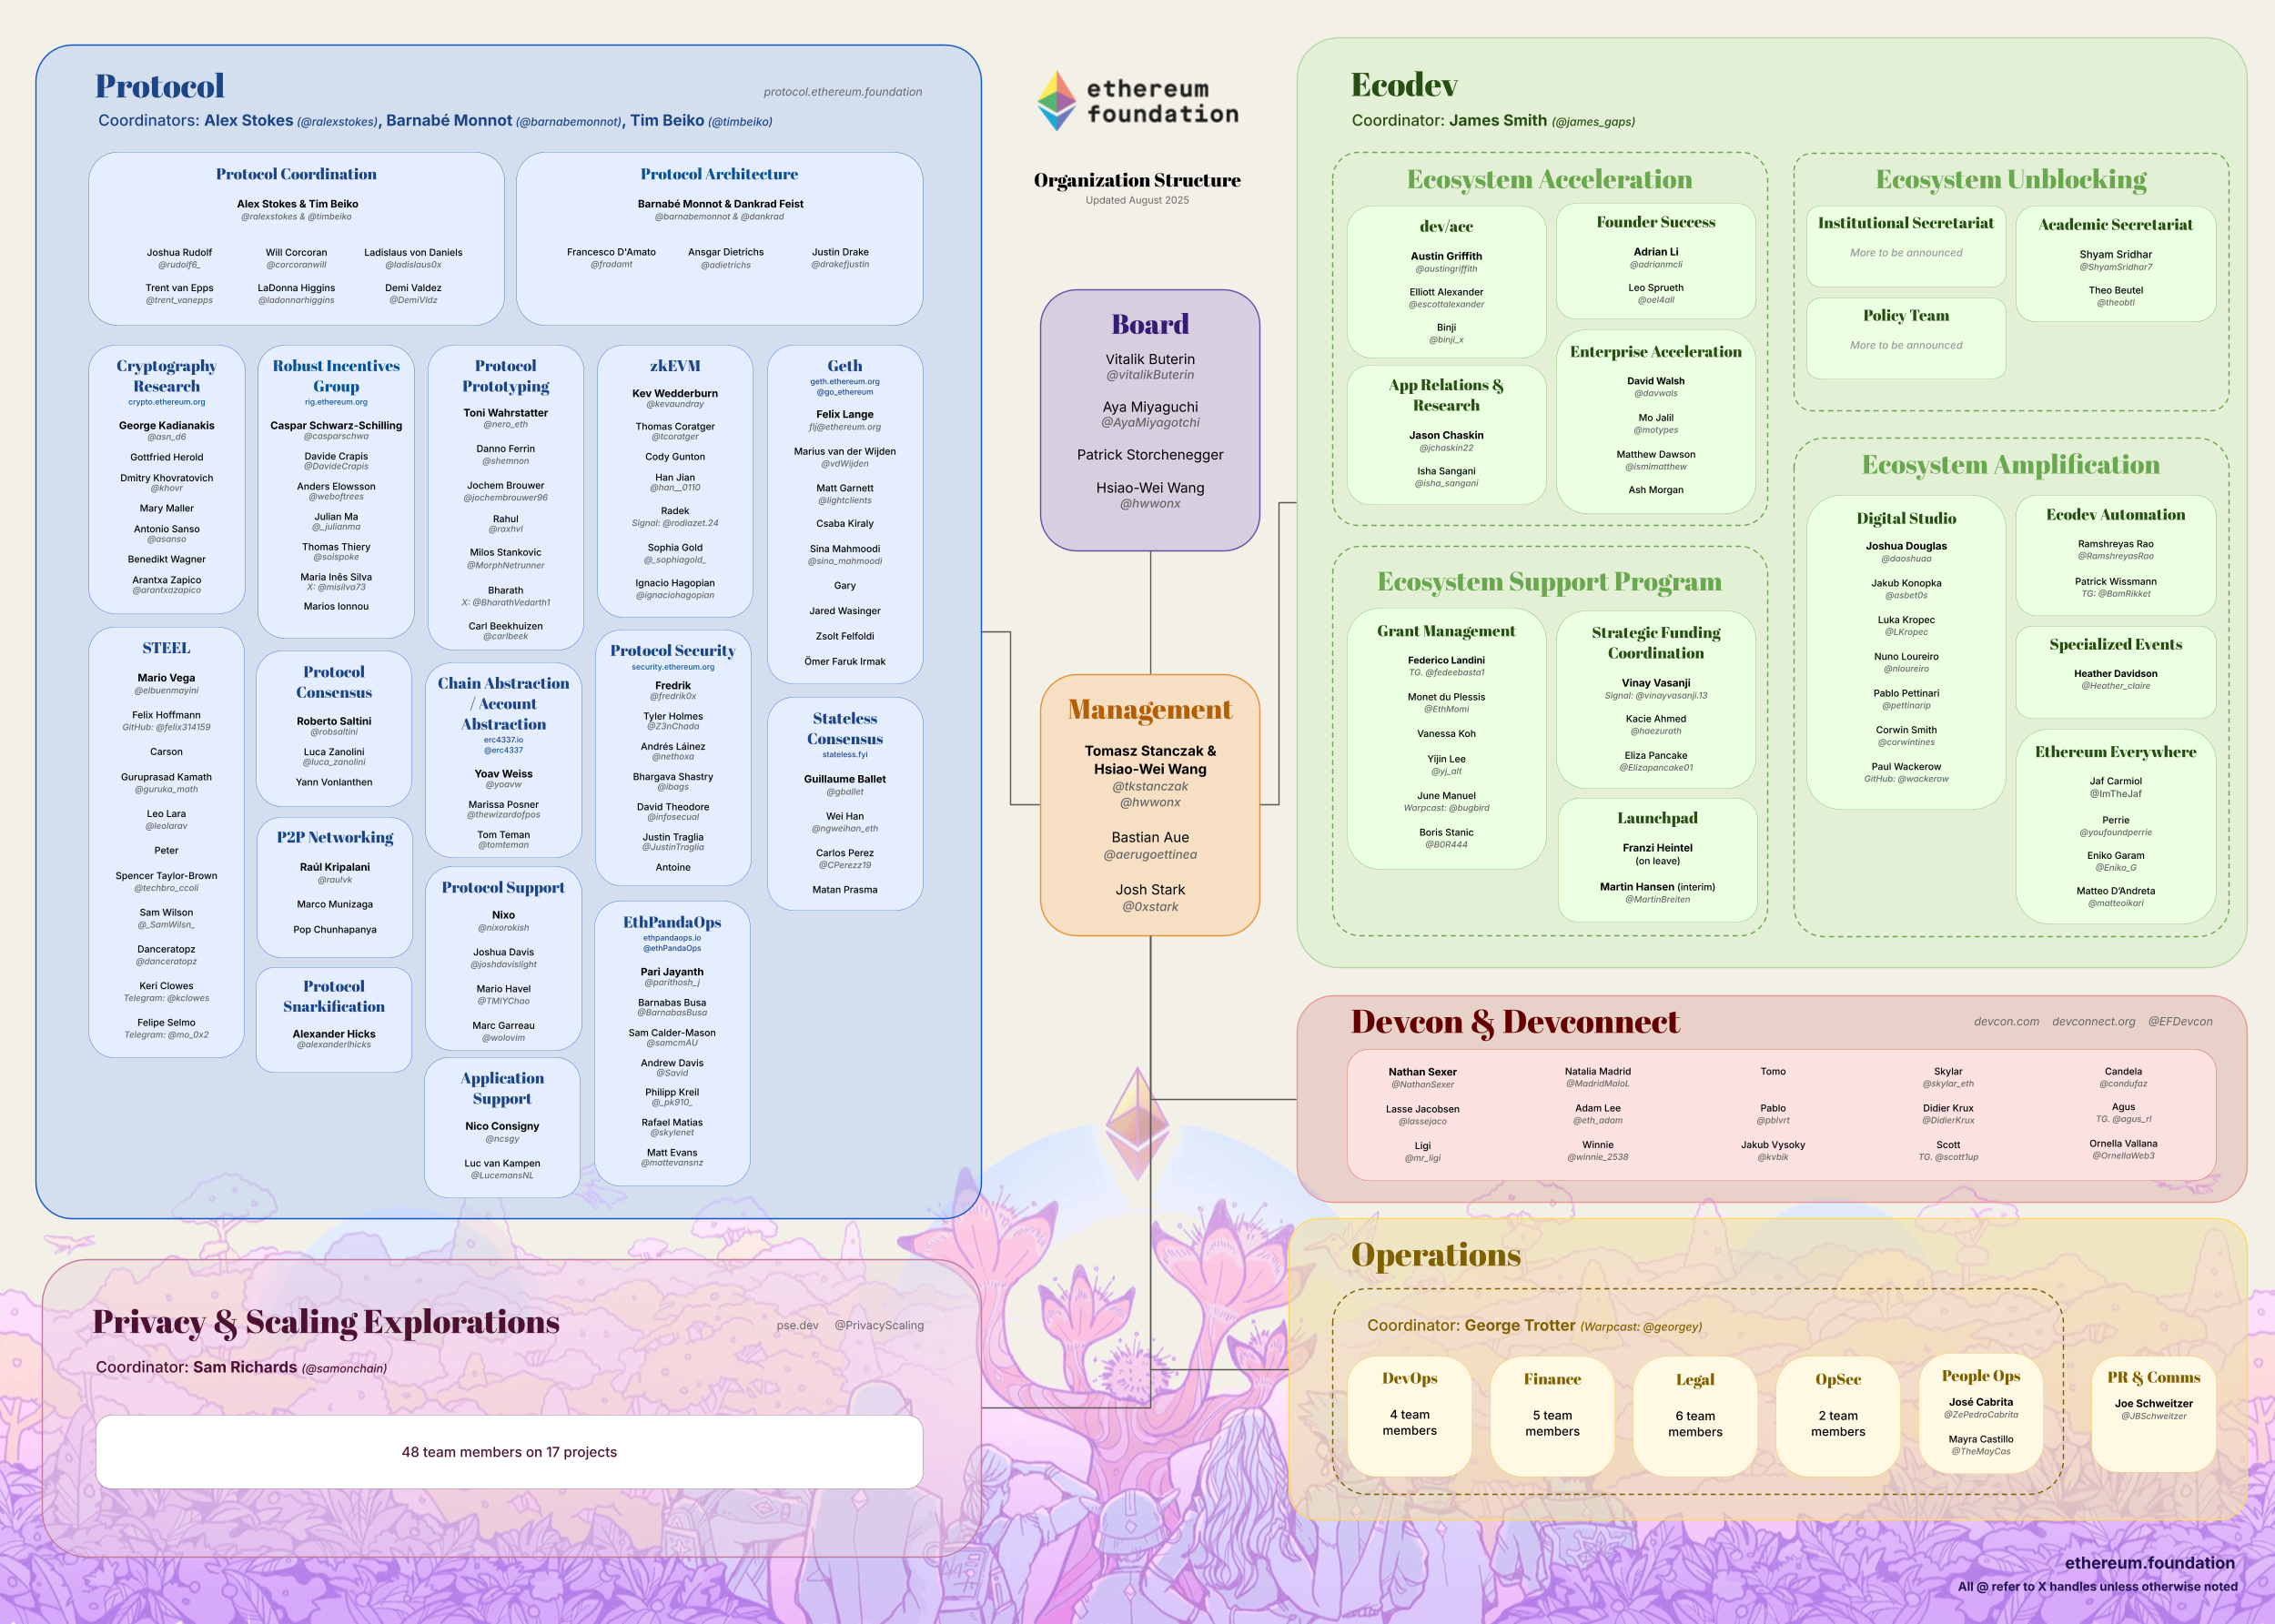 Protocol
protocol.ethereum.foundation
Coordinators: Alex Stokes (@ralexstokes), Barnabé Monnot (@barnabemonnot), Tim Beiko (@timbeiko)
Protocol Coordination
Alex Stokes & Tim Beiko
@ralexstokes & @timbeiko
Joshua Rudolf
@rudolf6_
Will Corcoran
@corcoranwill
Ladislaus von Daniels
@ladislaus0x
Trent van Epps
@trent_vanepps
LaDonna Higgins
@ladonnarhiggins
Demi Valdez
@DemiVldz
Protocol Architecture
Barnabé Monnot & Dankrad Feist
@barnabemonnot & @dankrad
Francesco D'Amato
@fradamt
Ansgar Dietrichs
@adietrichs
Justin Drake
@drakefjustin
Cryptography
Research
crypto.ethereum.org
George Kadianakis
@asn_d6
Gottfried Herold
Dmitry Khovratovich
@khovr
Mary Maller
Antonio Sanso
@asanso
Benedikt Wagner
Arantxa Zapico
@arantxazapico
Robust Incentives
Group
rig.ethereum.org
Caspar Schwarz-Schilling
@casparschwa
Davide Crapis
@DavideCrapis
Anders Elowsson
@weboftrees
Julian Ma
@_julianma
Thomas Thiery
@soispoke
Maria Inês Silva
X: @misilva73
Marios Ionnou
Protocol
Prototyping
Toni Wahrstatter
@nero_eth
Danno Ferrin
@shemnon
Jochem Brouwer
@jochembrouwer96
Rahul
@raxhvl
Milos Stankovic
@MorphNetrunner
Bharath
X: @BharathVedarth1
Carl Beekhuizen
@carlbeek
zkEVM
Kev Wedderburn
@kevaundray
Thomas Coratger
@tcoratger
Cody Gunton
Han Jian
@han__0110
Radek
Signal: @rodiazet.24
Sophia Gold
@_sophiagold_
Ignacio Hagopian
@ignaciohagopian
Geth
geth.ethereum.org
@go_ethereum
Felix Lange
flj@ethereum.org
Marius van der Wijden
@vdWijden
Matt Garnett
@lightclients
Csaba Kiraly
Sina Mahmoodi
@sina_mahmoodi
Gary
Jared Wasinger
Zsolt Felfoldi
Ömer Faruk Irmak
STEEL
Mario Vega
@elbuenmayini
Felix Hoffmann
GitHub: @felix314159
Carson
Guruprasad Kamath
@guruka_math
Leo Lara
@leolarav
Peter
Spencer Taylor-Brown
@techbro_ccoli
Sam Wilson
@_SamWilsn_
Danceratopz
@danceratopz
Keri Clowes
Telegram: @kclowes
Felipe Selmo
Telegram: @mo_0x2
Protocol
Consensus
Roberto Saltini
@robsaltini
Luca Zanolini
@luca_zanolini
Yann Vonlanthen
P2P Networking
Raúl Kripalani
@raulvk
Marco Munizaga
Pop Chunhapanya
Protocol
Snarkification
Alexander Hicks
@alexanderlhicks
Chain Abstraction
/ Account
Abstraction
erc4337.io
@erc4337
Yoav Weiss
@yoavw
Marissa Posner
@thewizardofpos
Tom Teman
@tomteman
Protocol Support
Nixo
@nixorokish
Joshua Davis
@joshdavislight
Mario Havel
@TMIYChao
Marc Garreau
@wolovim
Application
Support
Nico Consigny
@ncsgy
Luc van Kampen
@LucemansNL
Protocol Security
security.ethereum.org
Fredrik
@fredrik0x
Tyler Holmes
@Z3nChada
Andrés Láinez
@nethoxa
Bhargava Shastry
@ibags
David Theodore
@infosecual
Justin Traglia
@JustinTraglia
Antoine
EthPandaOps
ethpandaops.io
@ethPandaOps
Pari Jayanth
@parithosh_j
Barnabas Busa
@BarnabasBusa
Sam Calder-Mason
@samcmAU
Andrew Davis
@Savid
Philipp Kreil
@_pk910_
Rafael Matias
@skylenet
Matt Evans
@mattevansnz
Stateless
Consensus
stateless.fyi
Guillaume Ballet
@gballet
Wei Han
@ngweihan_eth
Carlos Perez
@CPerezz19
Matan Prasma
Privacy & Scaling Explorations
pse.dev @PrivacyScaling
Coordinator: Sam Richards (@samonchain)
48 team members on 17 projects
ethereum
foundation
Organization Structure
Updated August 2025
Board
Vitalik Buterin
@vitalikButerin
Aya Miyaguchi
@AyaMiyagotchi
Patrick Storchenegger
Hsiao-Wei Wang
@hwwonx
Management
Tomasz Stanczak &
Hsiao-Wei Wang
@tkstanczak
@hwwonx
Bastian Aue
@aerugoettinea
Josh Stark
@0xstark
Ecodev
Coordinator: James Smith (@james_gaps)
Ecosystem Acceleration
dev/acc
Austin Griffith
@austingriffith
Elliott Alexander
@escottalexander
Binji
@binji_x
App Relations &
Research
Jason Chaskin
@jchaskin22
Isha Sangani
@isha_sangani
Founder Success
Adrian Li
@adrianmcli
Leo Sprueth
@oel4all
Enterprise Acceleration
David Walsh
@davwals
Mo Jalil
@motypes
Matthew Dawson
@ismimatthew
Ash Morgan
Ecosystem Support Program
Grant Management
Federico Landini
TG. @fedeebasta1
Monet du Plessis
@EthMomi
Vanessa Koh
Yijin Lee
@yj_alt
June Manuel
Warpcast: @bugbird
Boris Stanic
@B0R444
Strategic Funding
Coordination
Vinay Vasanji
Signal: @vinayvasanji.13
Kacie Ahmed
@haezurath
Eliza Pancake
@Elizapancake01
Launchpad
Franzi Heintel
(on leave)
Martin Hansen (interim)
@MartinBreiten
Ecosystem Unblocking
Institutional Secretariat
More to be announced
Policy Team
More to be announced
Academic Secretariat
Shyam Sridhar
@ShyamSridhar7
Theo Beutel
@theobtl
Ecosystem Amplification
Digital Studio
Joshua Douglas
@daoshuaa
Jakub Konopka
@asbet0s
Luka Kropec
@LKropec
Nuno Loureiro
@nloureiro
Pablo Pettinari
@pettinarip
Corwin Smith
@corwintines
Paul Wackerow
GitHub: @wackerow
Ecodev Automation
Ramshreyas Rao
@RamshreyasRao
Patrick Wissmann
TG: @BamRikket
Specialized Events
Heather Davidson
@Heather_claire
Ethereum Everywhere
Jaf Carmiol
@ImTheJaf
Perrie
@youfoundperrie
Eniko Garam
@Eniko_G
Matteo D'Andreta
@matteoikari
Devcon & Devconnect
devcon.com devconnect.org @EFDevcon
Nathan Sexer
@NathanSexer
Natalia Madrid
@MadridMaloL
Tomo
Skylar
@skylar_eth
Candela
@candufaz
Lasse Jacobsen
@lassejaco
Adam Lee
@eth_adam
Pablo
@pblvrt
Didier Krux
@DidierKrux
Agus
TG. @agus_rl
Ligi
@mr_ligi
Winnie
@winnie_2538
Jakub Vysoky
@kvbik
Scott
TG. @scott1up
Ornella Vallana
@OrnellaWeb3
Operations
Coordinator: George Trotter (Warpcast: @georgey)
DevOps
4 team
members
Finance
5 team
members
Legal
6 team
members
OpSec
2 team
members
People Ops
José Cabrita
@ZePedroCabrita
Mayra Castillo
@TheMayCas
PR & Comms
Joe Schweitzer
@JBSchweitzer
ethereum.foundation
All @ refer to X handles unless otherwise noted